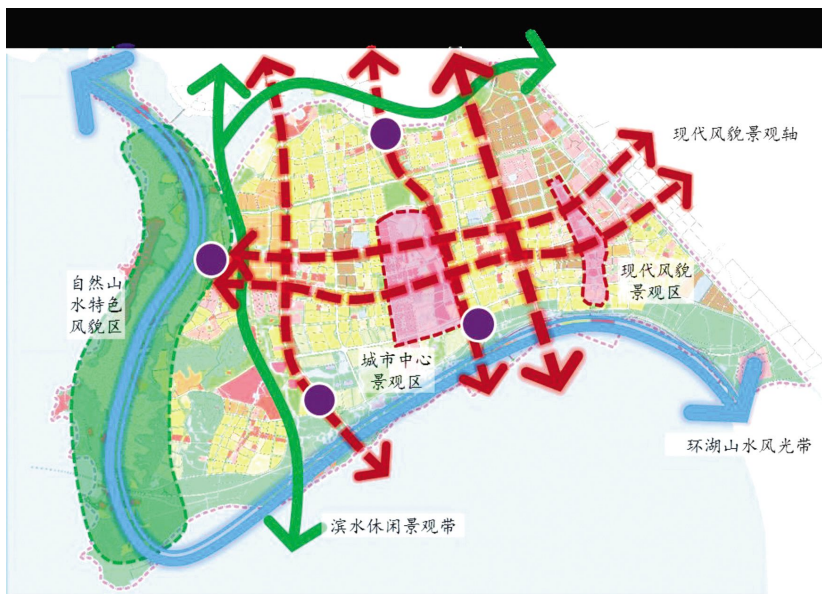 现代风貌景观轴
自然山
水特色
风貌区
现代风貌
景观区
城市中心
景观区
环湖山水风光带
滨水休闲景观带